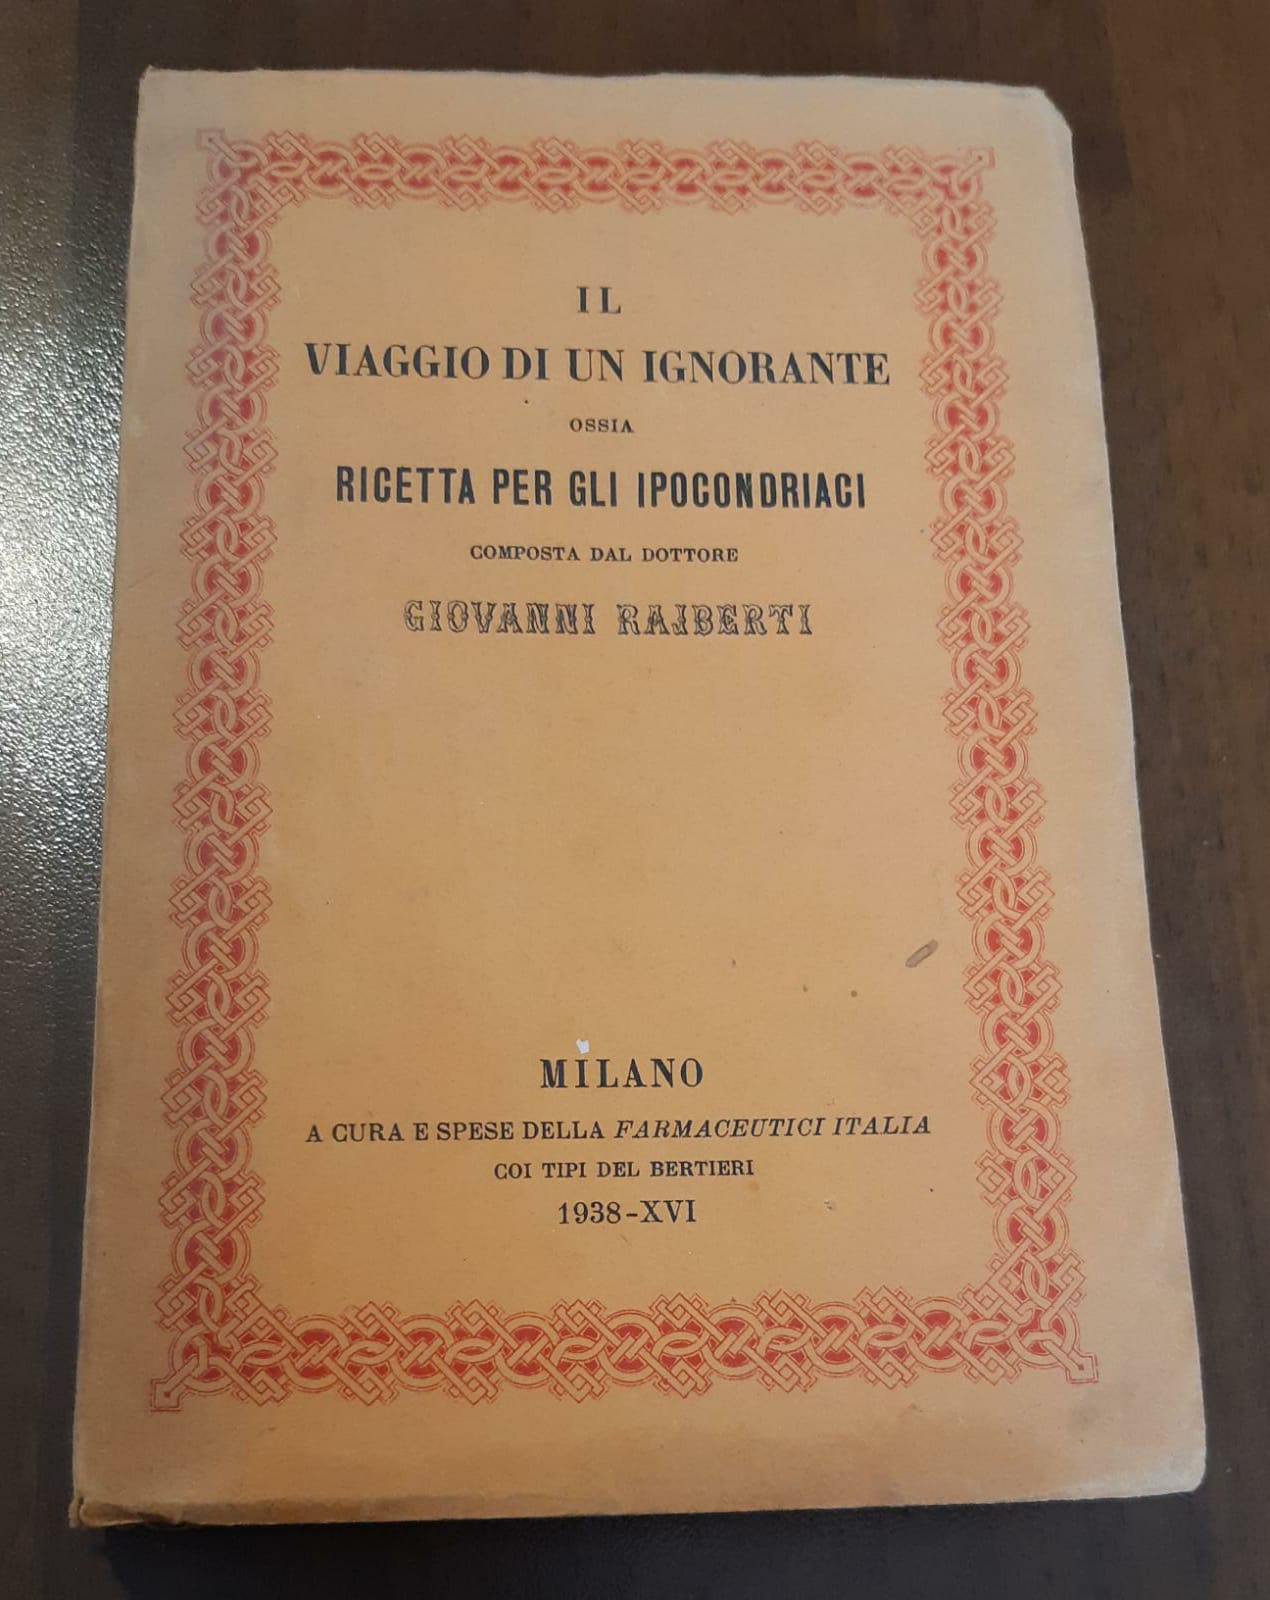 IL
VIAGGIO DI UN IGNORANTE
OSSIA
RICETTA PER GLI IPOCONDRIACI
COMPOSTA DAL DOTTORE
GIOVANNI RAJBERTI
MILANO
A CURA E SPESE DELLA FARMACEUTICI ITALIA
COI TIPI DEL BERTIERI
1938-XVI